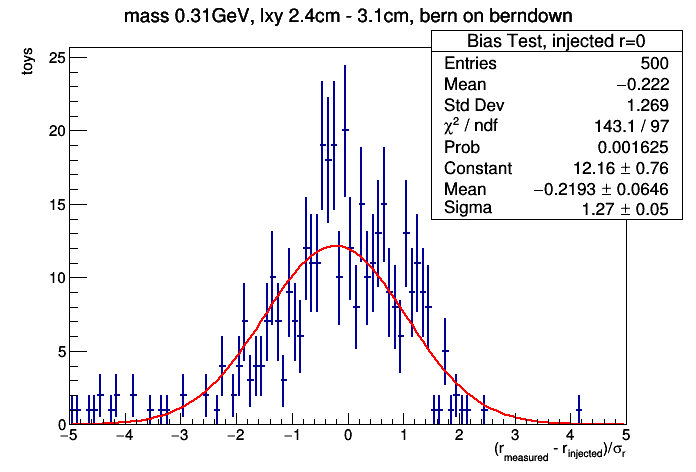 mass 0.31GeV, lxy 2.4cm - 3.1cm, bern on berndown
toys
25
20
15
10
5
0
Bias Test, injected r=0
Entries 500
Mean −0.222
Std Dev 1.269
χ² / ndf 143.1 / 97
Prob 0.001625
Constant 12.16 ± 0.76
Mean −0.2193 ± 0.0646
Sigma 1.27 ± 0.05
−5 −4 −3 −2 −1 0 1 2 3 4 5
(r_measured - r_injected)/σ_r